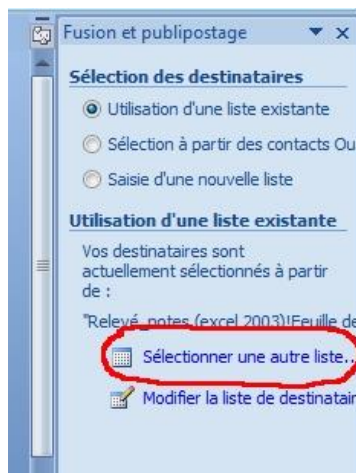 Fusion et publipostage
Sélection des destinataires
Utilisation d'une liste existante
Sélection à partir des contacts Ou
Saisie d'une nouvelle liste
Utilisation d'une liste existante
Vos destinataires sont
actuellement sélectionnés à partir
de :
"Relevé_notes (excel 2003)!Feuille de
Sélectionner une autre liste..
Modifier la liste de destinatair